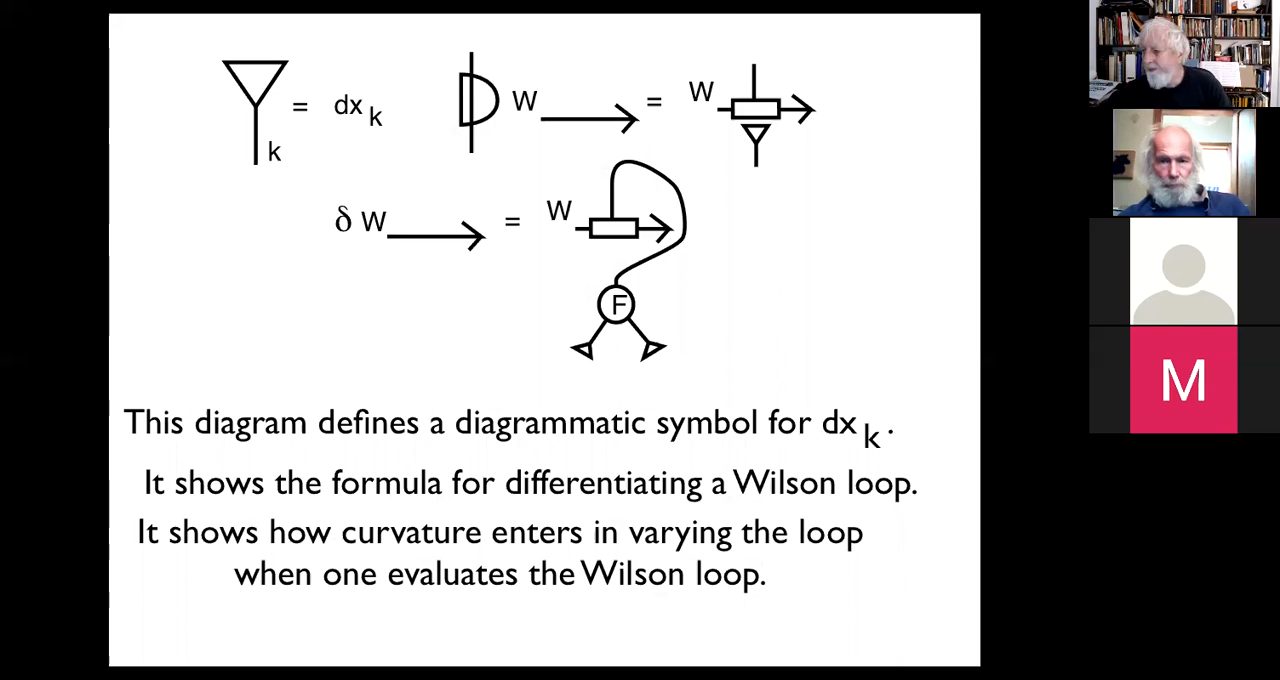 = dx k W = W
k
δ W = W
F
This diagram defines a diagrammatic symbol for dx k .
It shows the formula for differentiating a Wilson loop.
It shows how curvature enters in varying the loop
when one evaluates the Wilson loop.
M